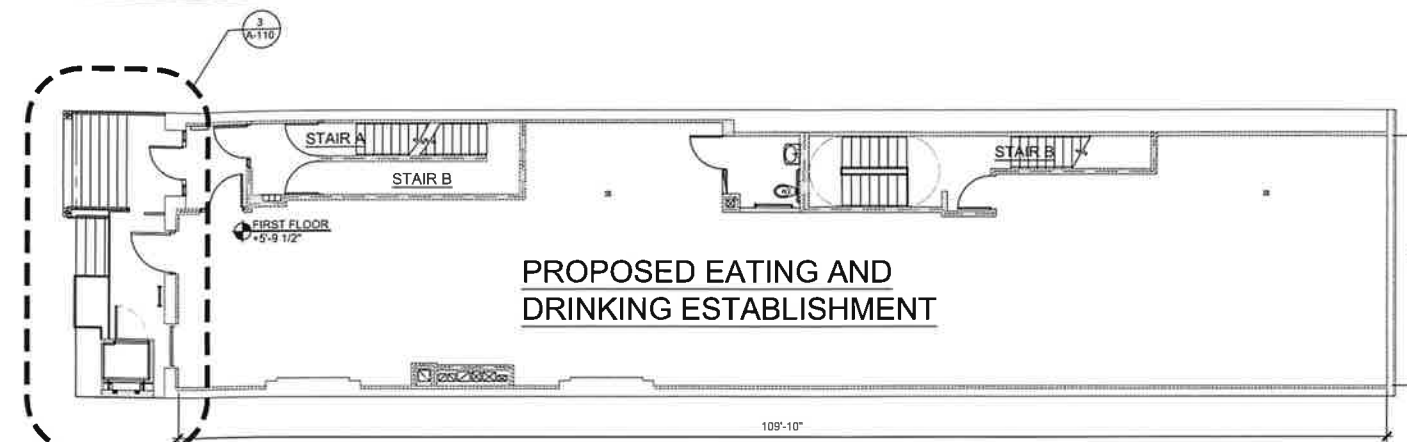 3
A-110
STAIR A
STAIR B
STAIR B
FIRST FLOOR
+5'-9 1/2"
PROPOSED EATING AND
DRINKING ESTABLISHMENT
109'-10"